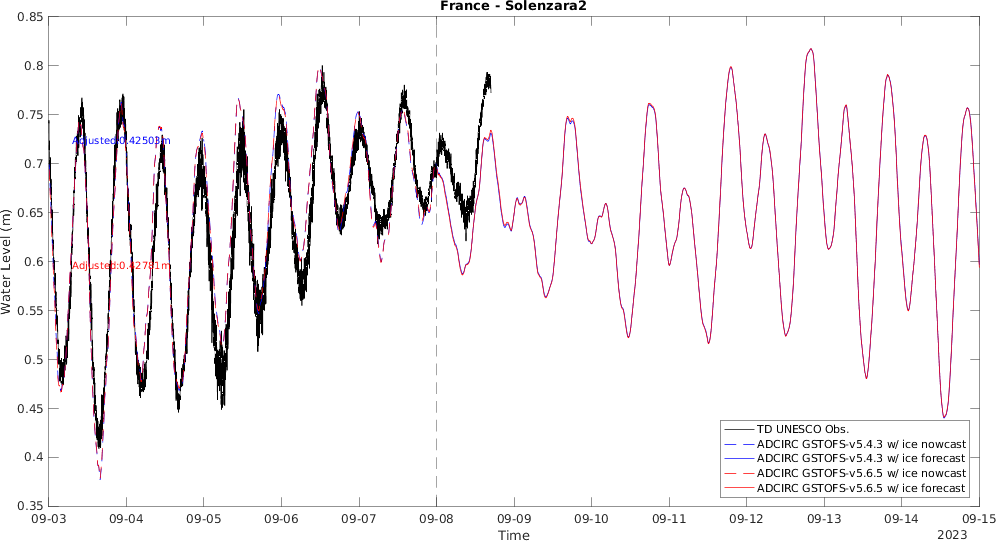 France - Solenzara2
0.85
0.8
0.75
0.7
0.65
0.6
0.55
0.5
0.45
0.4
0.35
Water Level (m)
Adjusted:0.42503m
Adjusted:0.42781m
TD UNESCO Obs.
ADCIRC GSTOFS-v5.4.3 w/ ice nowcast
ADCIRC GSTOFS-v5.4.3 w/ ice forecast
ADCIRC GSTOFS-v5.6.5 w/ ice nowcast
ADCIRC GSTOFS-v5.6.5 w/ ice forecast
09-03 09-04 09-05 09-06 09-07 09-08 09-09 09-10 09-11 09-12 09-13 09-14 09-15
Time
2023